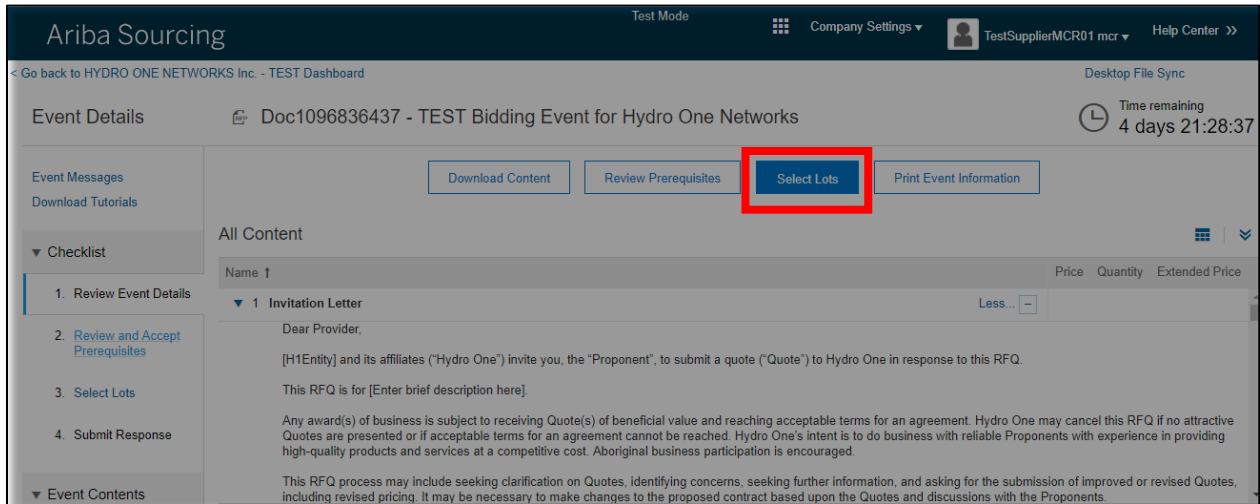 Test Mode
Ariba Sourcing
Company Settings ▾
TestSupplierMCR01 mcr ▾
Help Center »
< Go back to HYDRO ONE NETWORKS Inc. - TEST Dashboard
Desktop File Sync
Event Details
Doc1096836437 - TEST Bidding Event for Hydro One Networks
Time remaining
4 days 21:28:37
Event Messages
Download Tutorials
Download Content
Review Prerequisites
Select Lots
Print Event Information
▼ Checklist
1. Review Event Details
2. Review and Accept
Prerequisites
3. Select Lots
4. Submit Response
▼ Event Contents
All Content
Name ↑
Price Quantity Extended Price
▼ 1 Invitation Letter
Less... −
Dear Provider,
[H1Entity] and its affiliates (“Hydro One”) invite you, the “Proponent”, to submit a quote (“Quote”) to Hydro One in response to this RFQ.
This RFQ is for [Enter brief description here].
Any award(s) of business is subject to receiving Quote(s) of beneficial value and reaching acceptable terms for an agreement. Hydro One may cancel this RFQ if no attractive
Quotes are presented or if acceptable terms for an agreement cannot be reached. Hydro One’s intent is to do business with reliable Proponents with experience in providing
high-quality products and services at a competitive cost. Aboriginal business participation is encouraged.
This RFQ process may include seeking clarification on Quotes, identifying concerns, seeking further information, and asking for the submission of improved or revised Quotes,
including revised pricing. It may be necessary to make changes to the proposed contract based upon the Quotes and discussions with the Proponents.